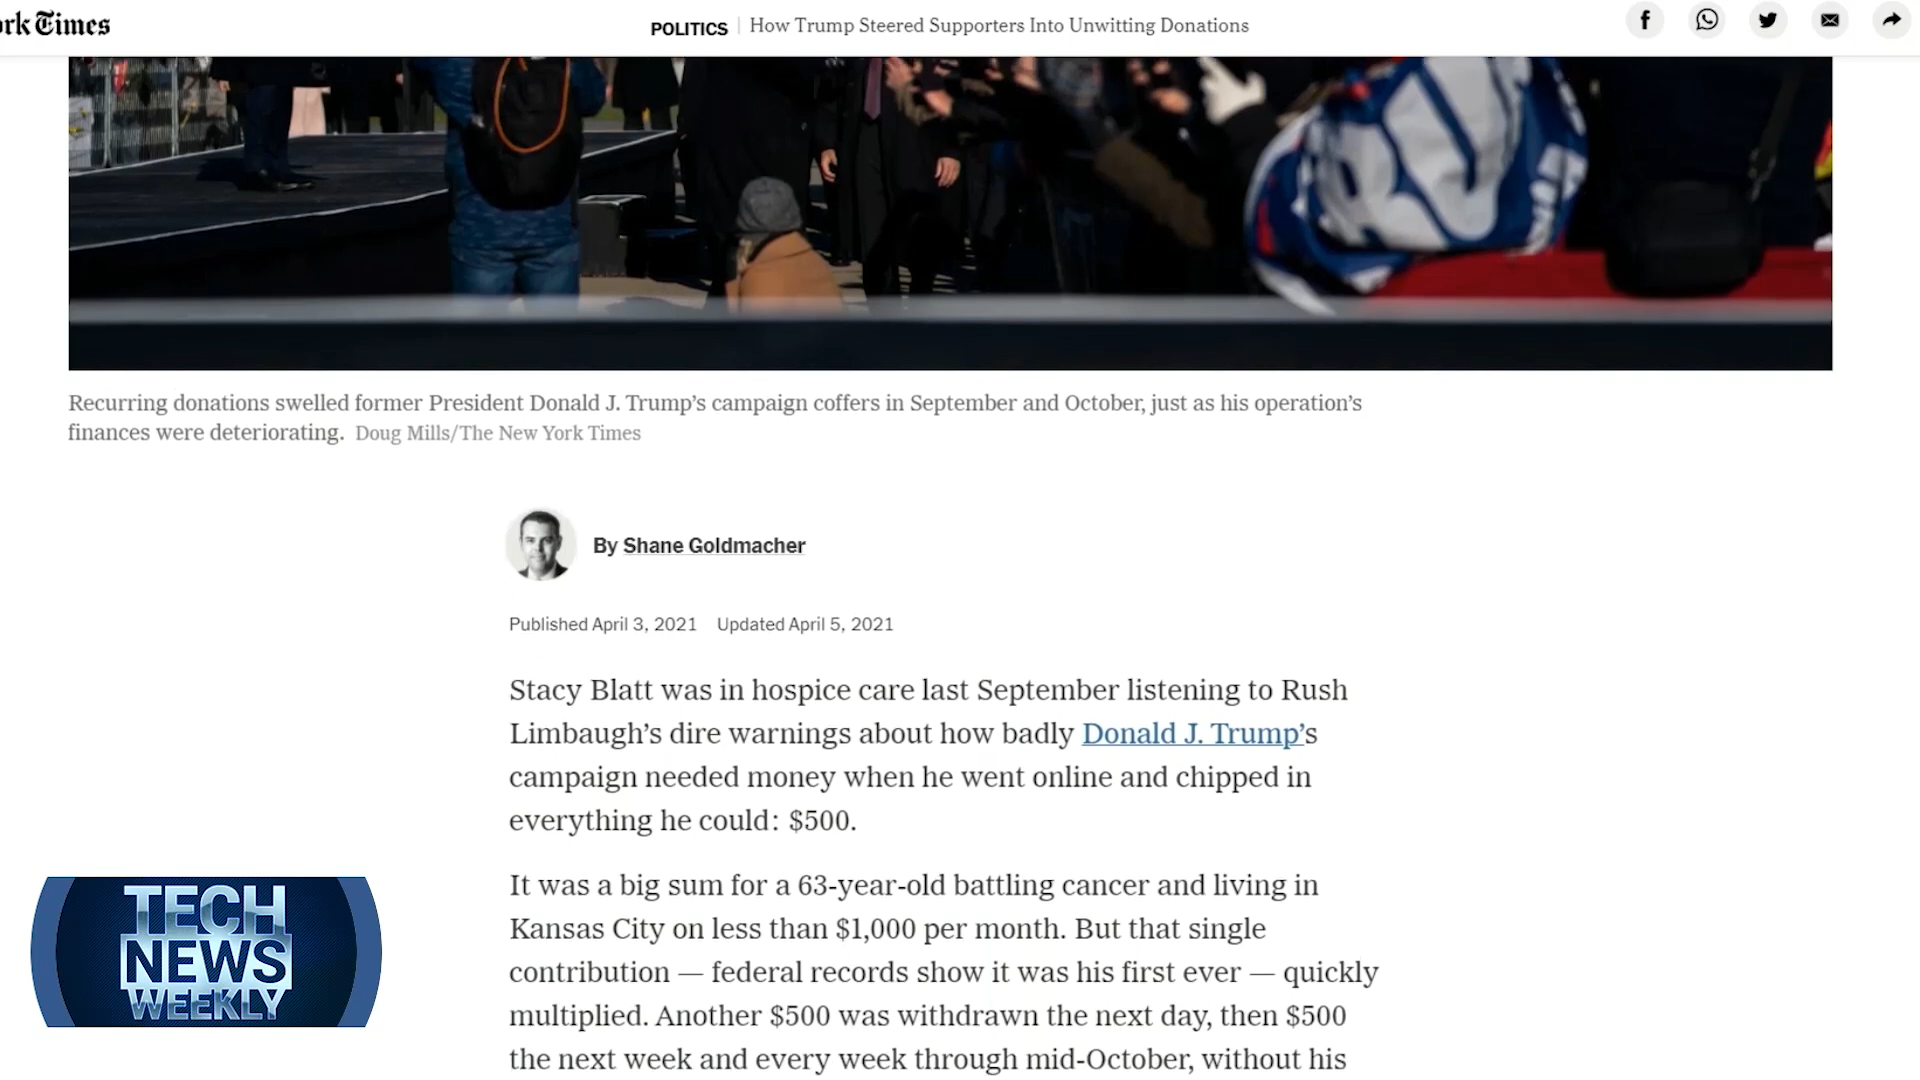 rk Times
POLITICS How Trump Steered Supporters Into Unwitting Donations
Recurring donations swelled former President Donald J. Trump’s campaign coffers in September and October, just as his operation’s
finances were deteriorating. Doug Mills/The New York Times
By Shane Goldmacher
Published April 3, 2021 Updated April 5, 2021
Stacy Blatt was in hospice care last September listening to Rush
Limbaugh’s dire warnings about how badly Donald J. Trump’s
campaign needed money when he went online and chipped in
everything he could: $500.
It was a big sum for a 63-year-old battling cancer and living in
Kansas City on less than $1,000 per month. But that single
contribution — federal records show it was his first ever — quickly
multiplied. Another $500 was withdrawn the next day, then $500
the next week and every week through mid-October, without his
TECH
NEWS
WEEKLY